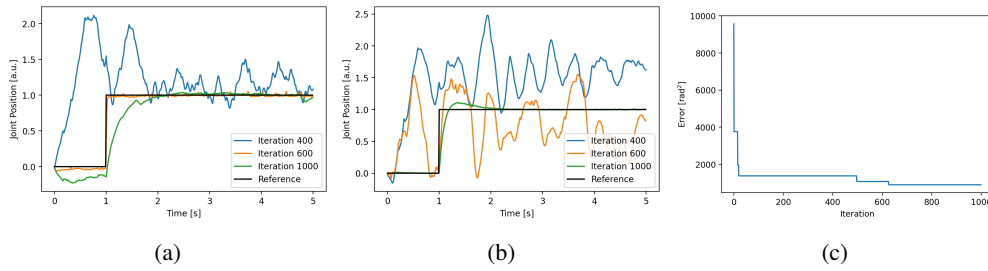 2.0
1.5
1.0
0.5
0.0
Joint Position [a.u.]
0
1
2
3
4
5
Time [s]
Iteration 400
Iteration 600
Iteration 1000
Reference
(a)
2.5
2.0
1.5
1.0
0.5
0.0
Joint Position [a.u.]
0
1
2
3
4
5
Time [s]
Iteration 400
Iteration 600
Iteration 1000
Reference
(b)
10000
8000
6000
4000
2000
Error [rad²]
0
200
400
600
800
1000
Iteration
(c)